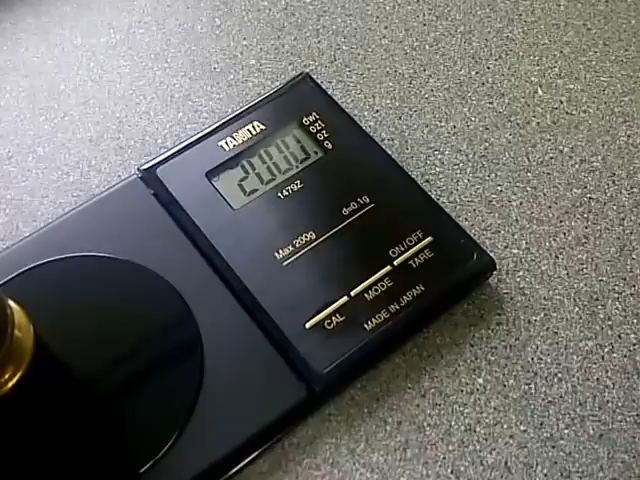 TANITA
200.0
dwt
ozt
oz
g
1479Z
Max 200g d=0.1g
ON/OFF
CAL MODE TARE
MADE IN JAPAN